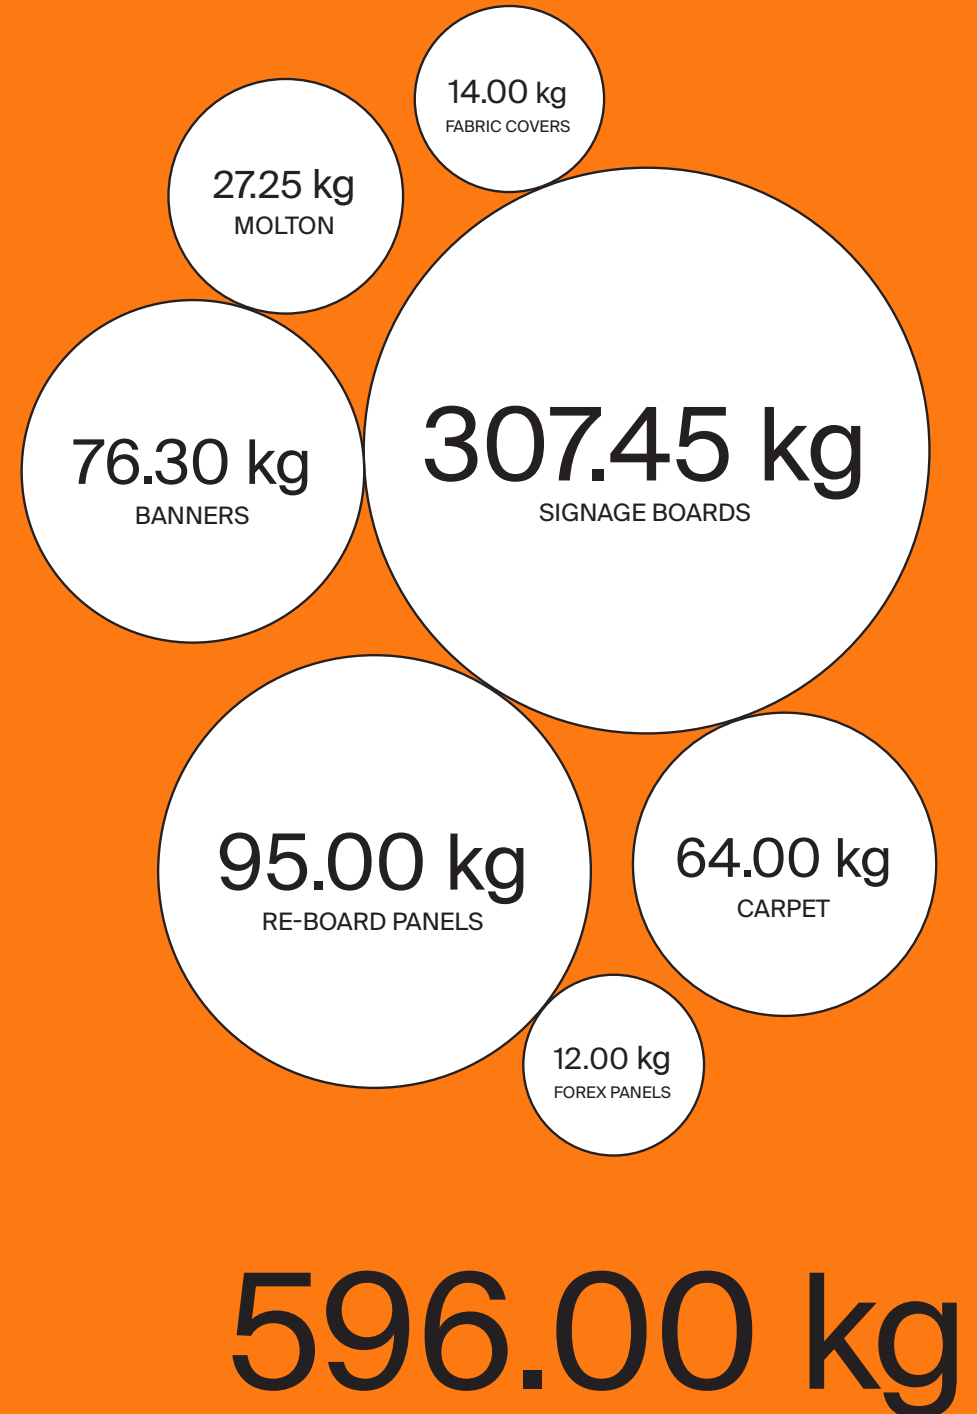 14.00 kg
FABRIC COVERS
27.25 kg
MOLTON
307.45 kg
SIGNAGE BOARDS
76.30 kg
BANNERS
95.00 kg
RE-BOARD PANELS
64.00 kg
CARPET
12.00 kg
FOREX PANELS
596.00 kg